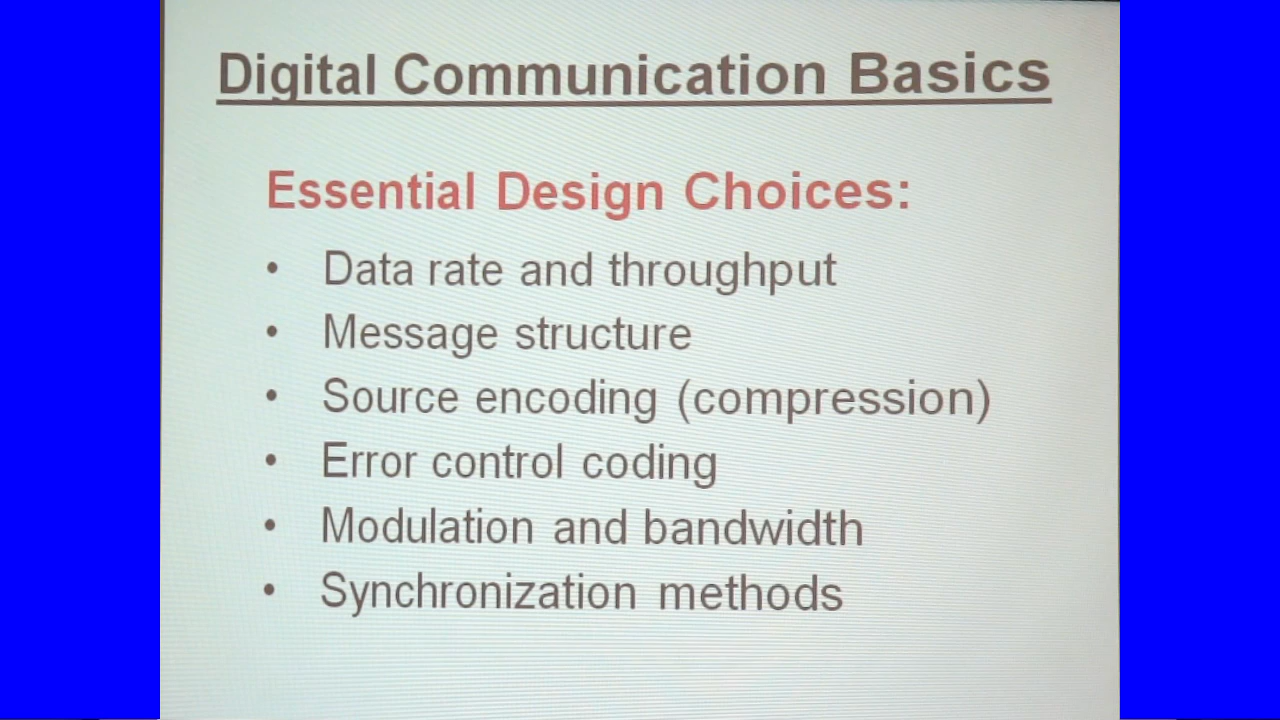 Digital Communication Basics
Essential Design Choices:
• Data rate and throughput
• Message structure
• Source encoding (compression)
• Error control coding
• Modulation and bandwidth
• Synchronization methods